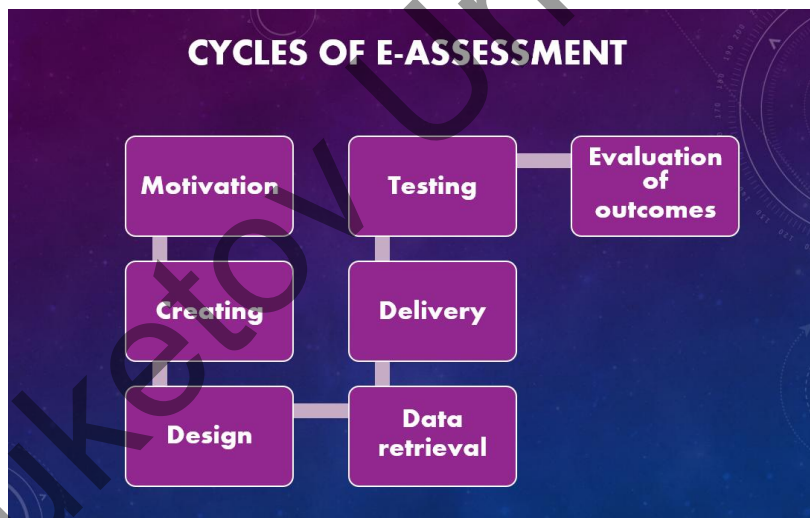 CYCLES OF E-ASSESSMENT
Motivation
Creating
Design
Data
retrieval
Delivery
Testing
Evaluation
of
outcomes